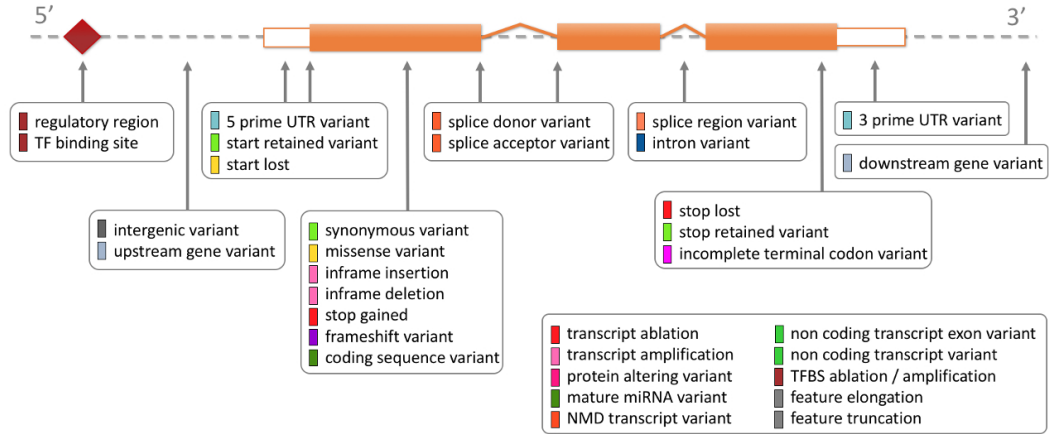 5'
3'
regulatory region
TF binding site
5 prime UTR variant
start retained variant
start lost
splice donor variant
splice acceptor variant
splice region variant
intron variant
3 prime UTR variant
downstream gene variant
intergenic variant
upstream gene variant
synonymous variant
missense variant
inframe insertion
inframe deletion
stop gained
frameshift variant
coding sequence variant
stop lost
stop retained variant
incomplete terminal codon variant
transcript ablation
transcript amplification
protein altering variant
mature miRNA variant
NMD transcript variant
non coding transcript exon variant
non coding transcript variant
TFBS ablation / amplification
feature elongation
feature truncation